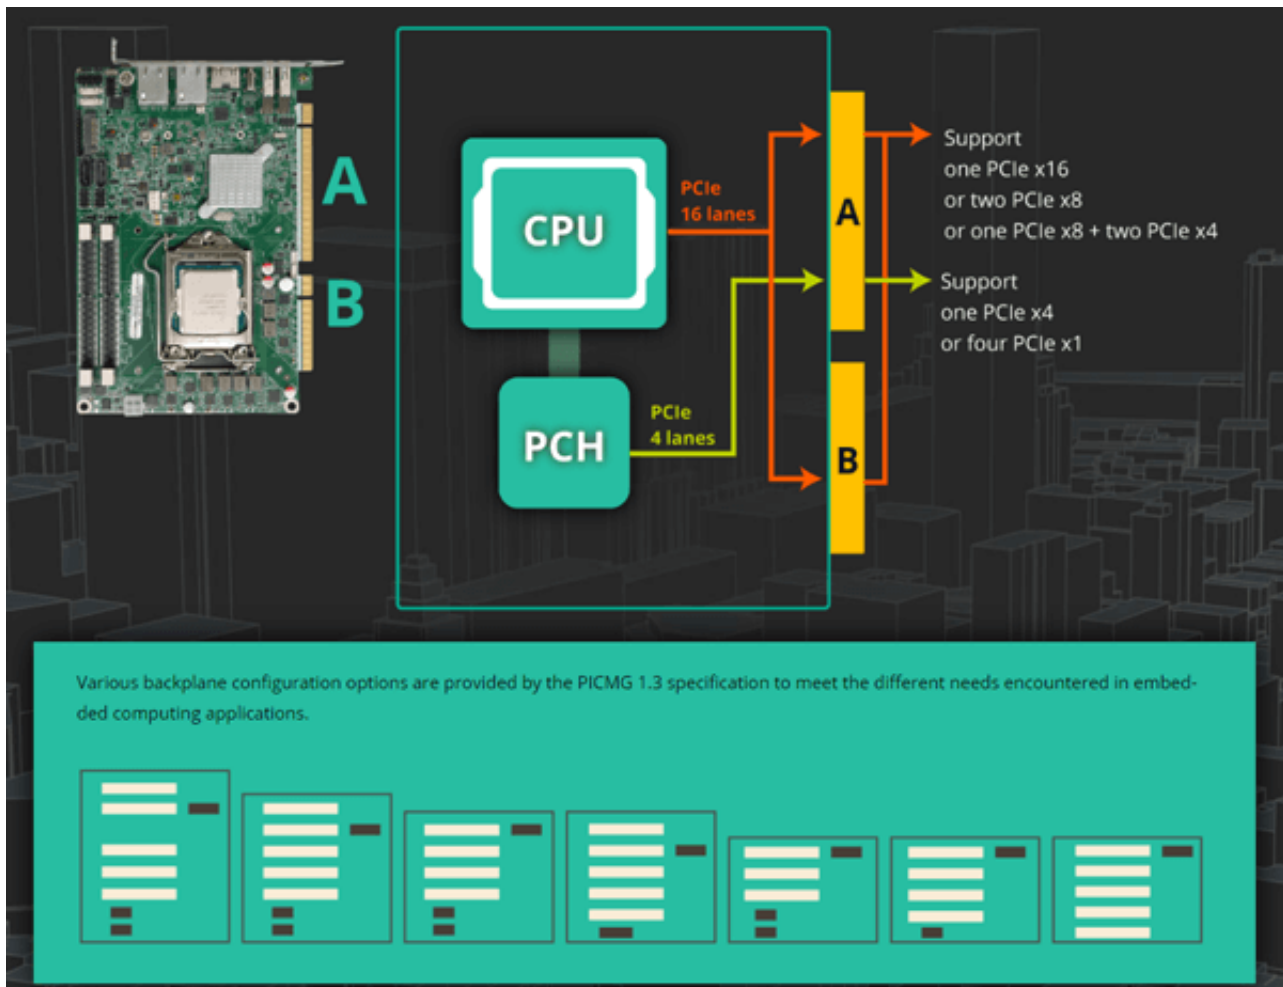 A
B
CPU
PCIe
16 lanes
A
Support
one PCIe x16
or two PCIe x8
or one PCIe x8 + two PCIe x4
Support
one PCIe x4
or four PCIe x1
PCH
PCIe
4 lanes
B
Various backplane configuration options are provided by the PICMG 1.3 specification to meet the different needs encountered in embed-
ded computing applications.